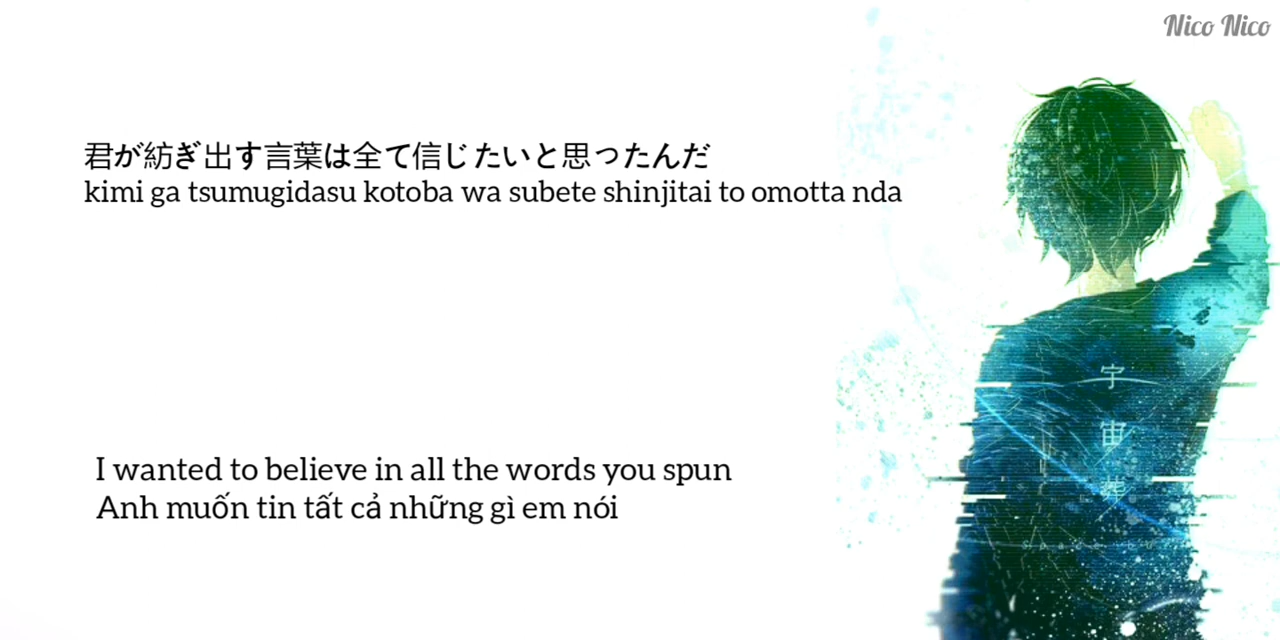 Nico Nico
君が紡ぎ出す言葉は全て信じたいと思ったんだ
kimi ga tsumugidasu kotoba wa subete shinjitai to omotta nda
I wanted to believe in all the words you spun
Anh muốn tin tất cả những gì em nói
宇
宙